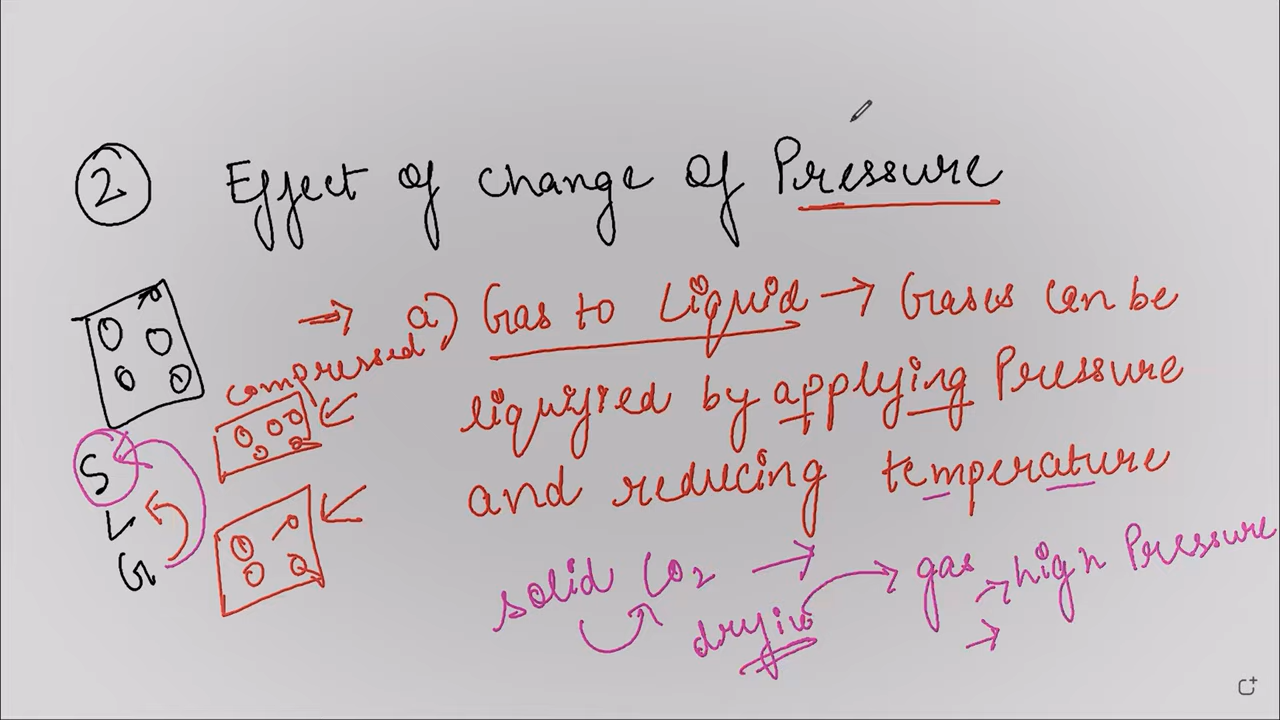 2 Effect of change of Pressure
→ a) Gas to Liquid → Gases can be
compressed
liquified by applying Pressure
and reducing temperature
S
L
G
solid CO2 → gas → high Pressure
→